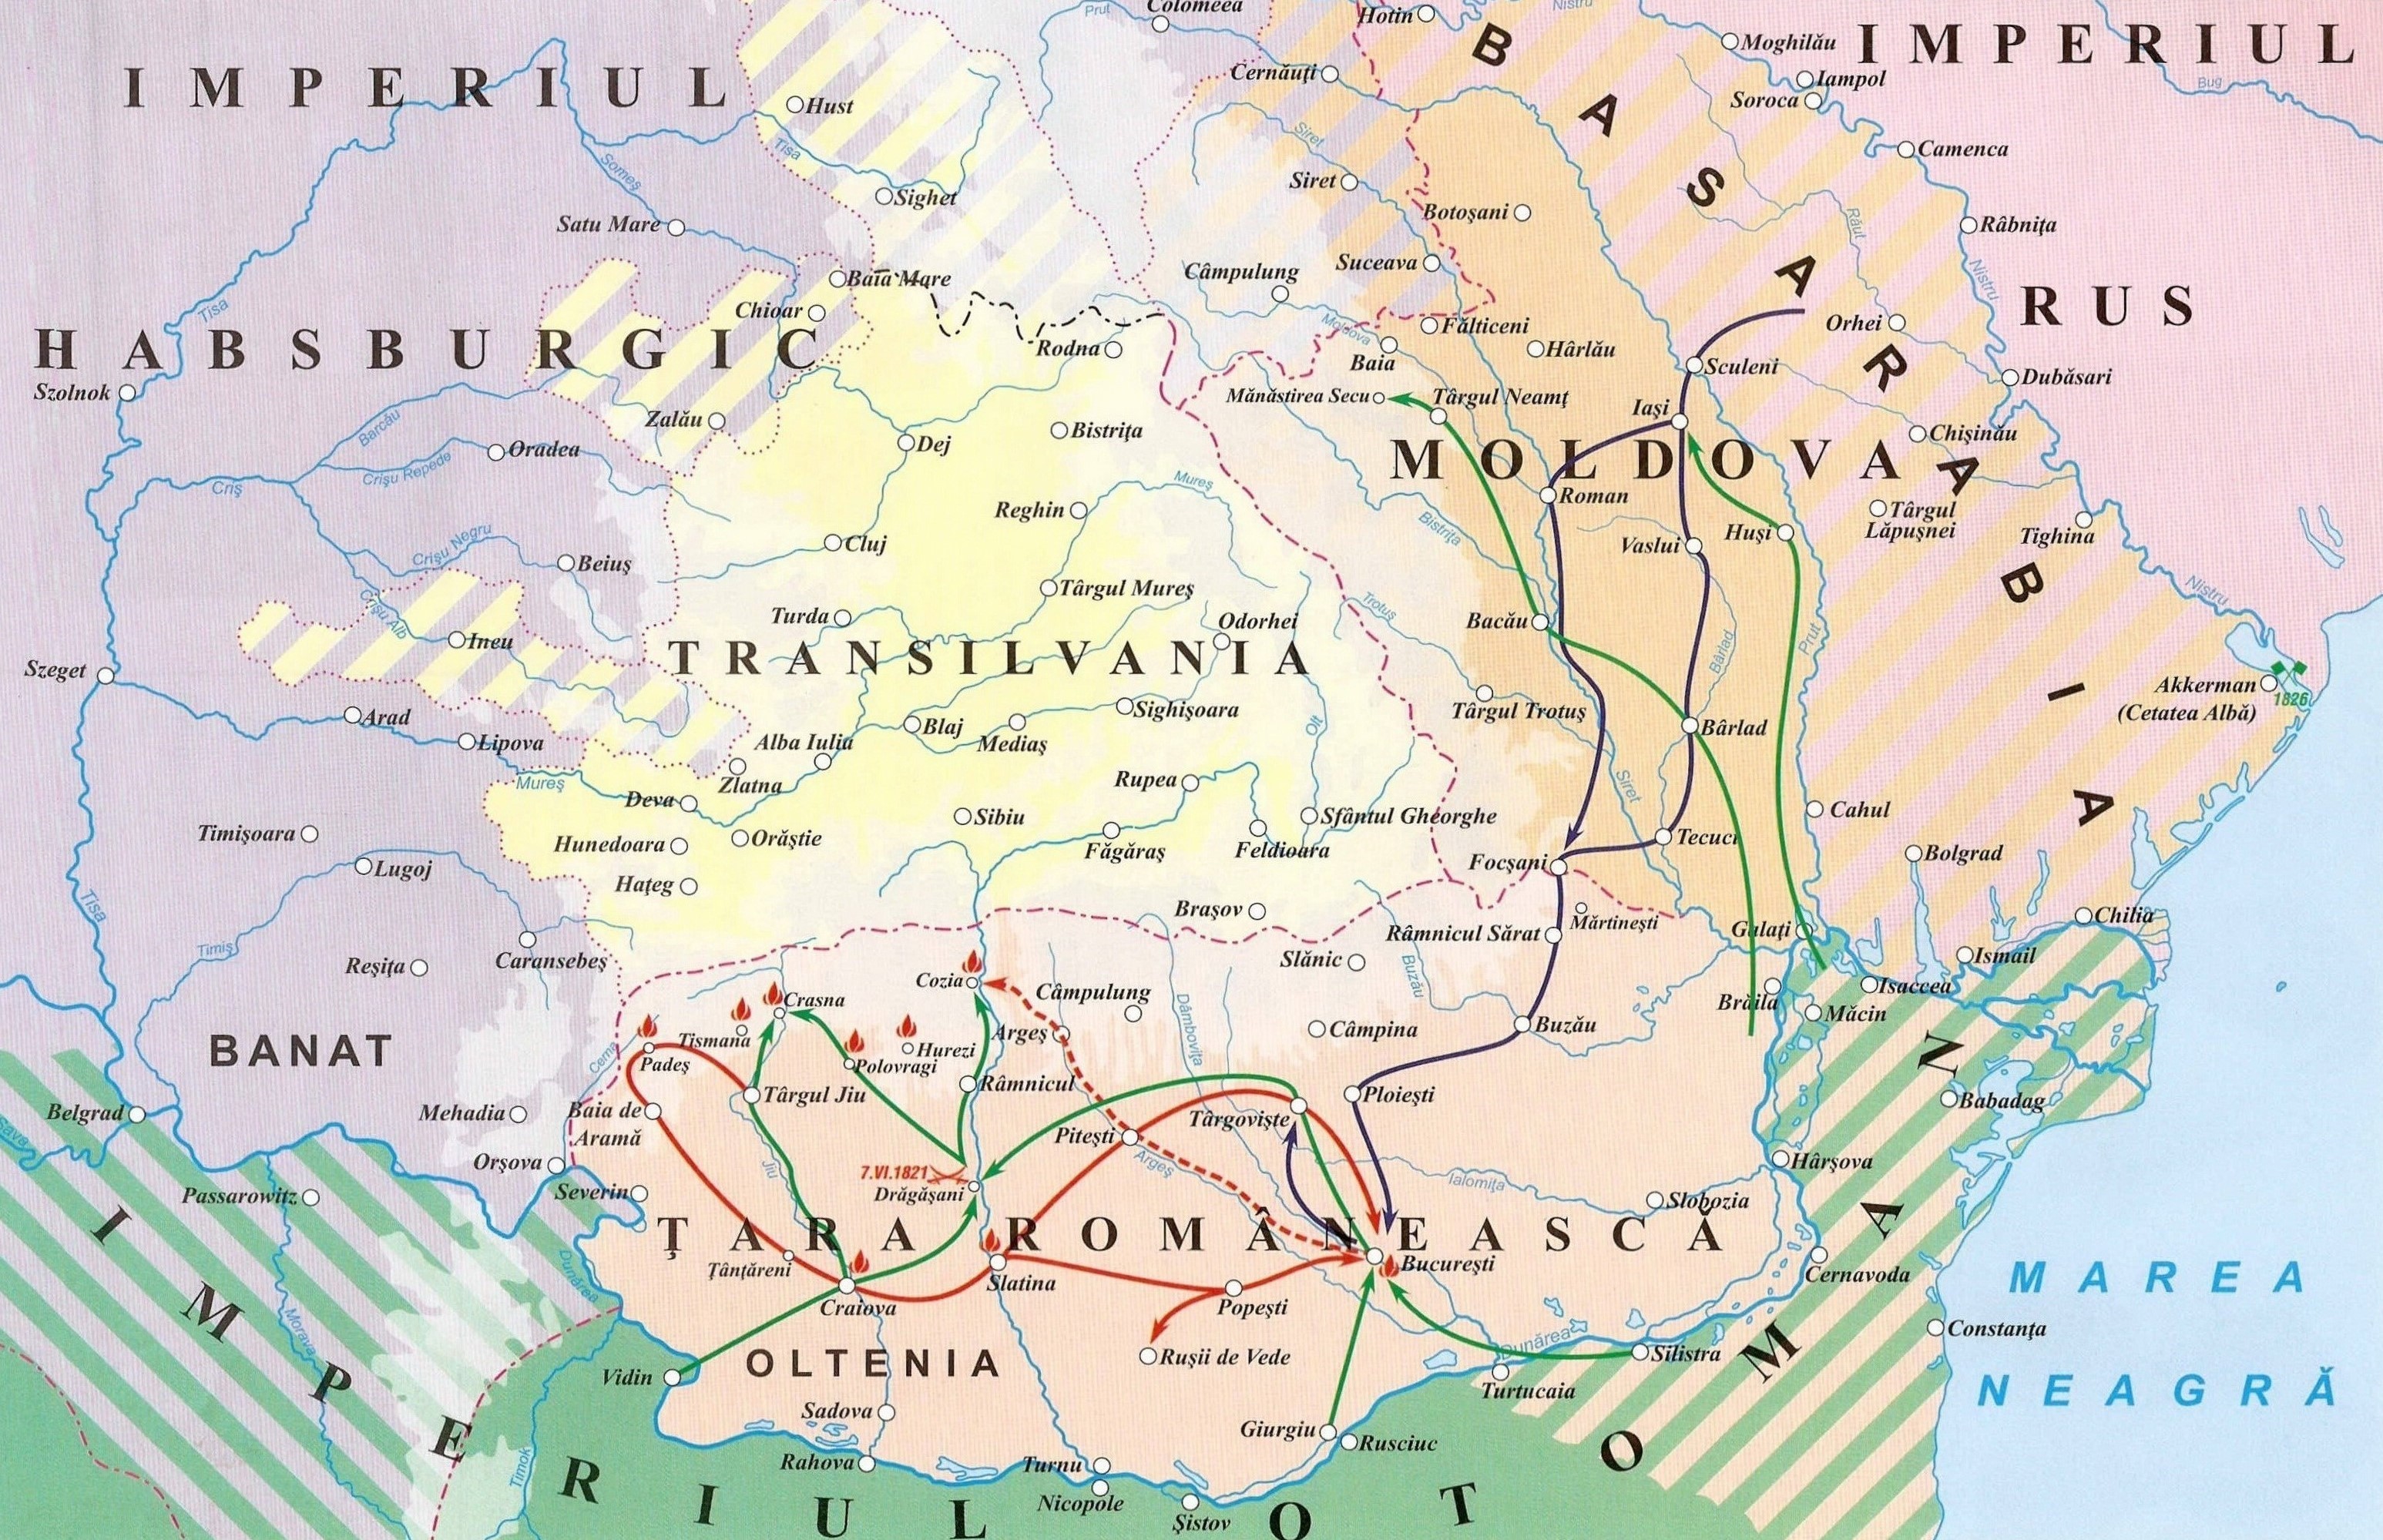 Colomeea
Prut
Hotin
Nistru
IMPERIUL
HABSBURGIC
IMPERIUL
RUS
BASARABIA
Moghilău
Iampol
Soroca
Bug
Camenca
Râbnița
Răut
Nistru
Cernăuți
Hust
Tisa
Someș
Sighet
Siret
Siret
Botoșani
Satu Mare
Suceava
Câmpulung
Baia Mare
Chioar
Tisa
Moldova
Fălticeni
Orhei
Rodna
Baia
Hârlău
Sculeni
Dubăsari
Szolnok
Mănăstirea Secu
Târgul Neamț
Iași
Zalău
Barcău
Oradea
Dej
Bistrița
Chișinău
MOLDOVA
Crișu Repede
Criș
Mureș
Reghin
Roman
Târgul
Lăpușnei
Tighina
Bistrița
Crișu Negru
Cluj
Vaslui
Huși
Beiuș
Târgul Mureș
Nistru
Crișu Alb
Trotuș
Turda
Odorhei
Bacău
Ineu
Bârlad
Prut
TRANSILVANIA
Szeget
Akkerman
(Cetatea Albă)
1826
Arad
Sighișoara
Târgul Trotuș
Blaj
Mediaș
Olt
Bârlad
Lipova
Alba Iulia
Mureș
Zlatna
Rupea
Siret
Deva
Cahul
Sibiu
Sfântul Gheorghe
Timișoara
Hunedoara
Orăștie
Făgăraș
Feldioara
Tecuci
Focșani
Bolgrad
Lugoj
Hațeg
Tisa
Brașov
Mărtinești
Chilia
Râmnicul Sărat
Galați
Timiș
Caransebeș
Reșița
Slănic
Ismail
Buzău
Cozia
Câmpulung
Isaccea
Crasna
Brăila
Măcin
Dâmbovița
Tismana
Argeș
Câmpina
Buzău
BANAT
Hurezi
Cerna
Padeș
Polovragi
Râmnicul
Târgul Jiu
Ploiești
Babadag
Belgrad
Mehadia
Baia de
Aramă
Târgoviște
Sava
Pitești
Argeș
Orșova
Jiu
7.VI.1821
Drăgășani
Hârșova
Ialomița
Passarowitz
Severin
Slobozia
ȚARA ROMÂNEASCĂ
Țânțăreni
București
Cernavoda
Dunărea
Slatina
MAREA
NEAGRĂ
Craiova
Popești
Morava
Constanța
Dunărea
Rușii de Vede
OLTENIA
Silistra
Vidin
Turtucaia
Sadova
Giurgiu
Rusciuc
Timok
Rahova
Turnu
Nicopole
Șistov
IMPERIUL OTOMAN